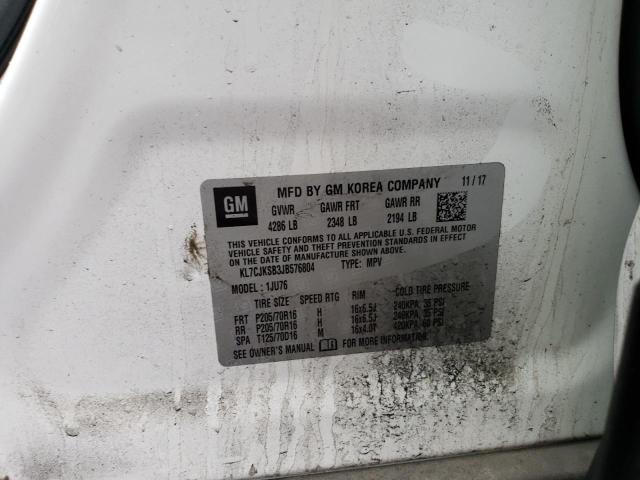 GM
MFD BY GM KOREA COMPANY 11/17
GVWR GAWR FRT GAWR RR
4286 LB 2348 LB 2194 LB
THIS VEHICLE CONFORMS TO ALL APPLICABLE U.S. FEDERAL MOTOR
VEHICLE SAFETY AND THEFT PREVENTION STANDARDS IN EFFECT
ON THE DATE OF MANUFACTURE SHOWN ABOVE.
KL7CJKSB3JB576804 TYPE: MPV
MODEL: 1JU76
TIRE SIZE SPEED RTG RIM COLD TIRE PRESSURE
FRT P205/70R16 H 16x6.5J 240KPA 35 PSI
RR P205/70R16 H 16x6.5J 240KPA 35 PSI
SPA T125/70D16 M 16x4.0T 420KPA 60 PSI
SEE OWNER'S MANUAL FOR MORE INFORMATION.